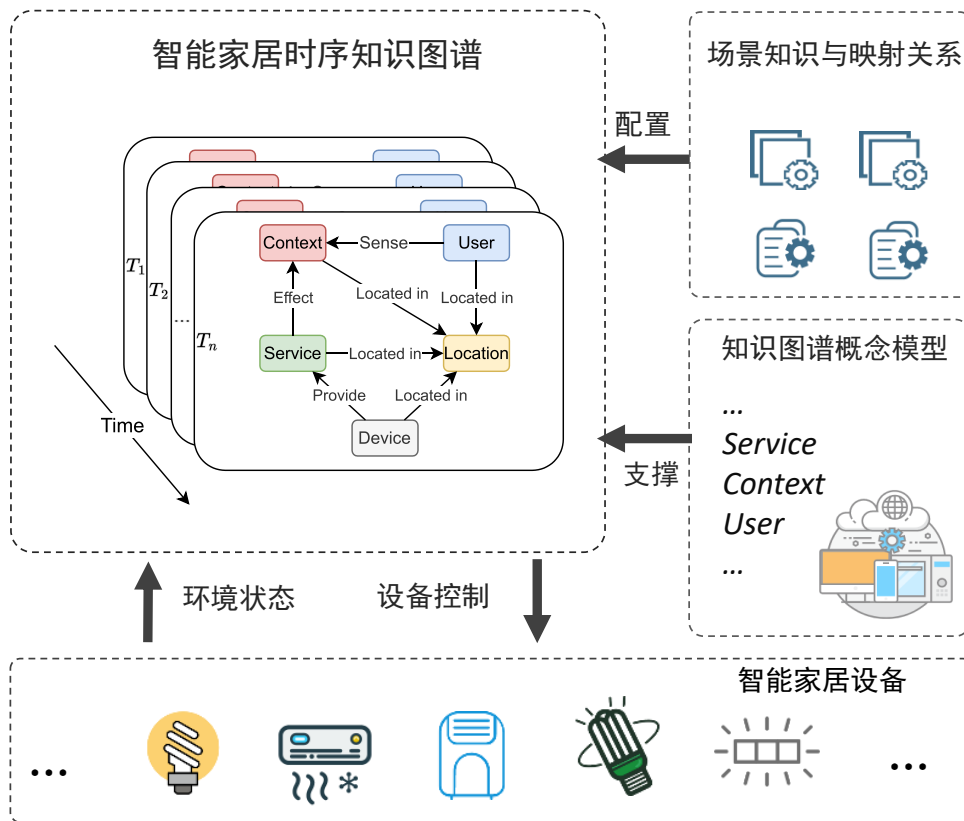 智能家居时序知识图谱
T1
T2
...
Tn
Context
Sense
User
Effect
Located in
Located in
Service
Located in
Location
Provide
Located in
Device
Time
场景知识与映射关系
配置
知识图谱概念模型
...
Service
Context
User
...
支撑
环境状态
设备控制
智能家居设备
...
...